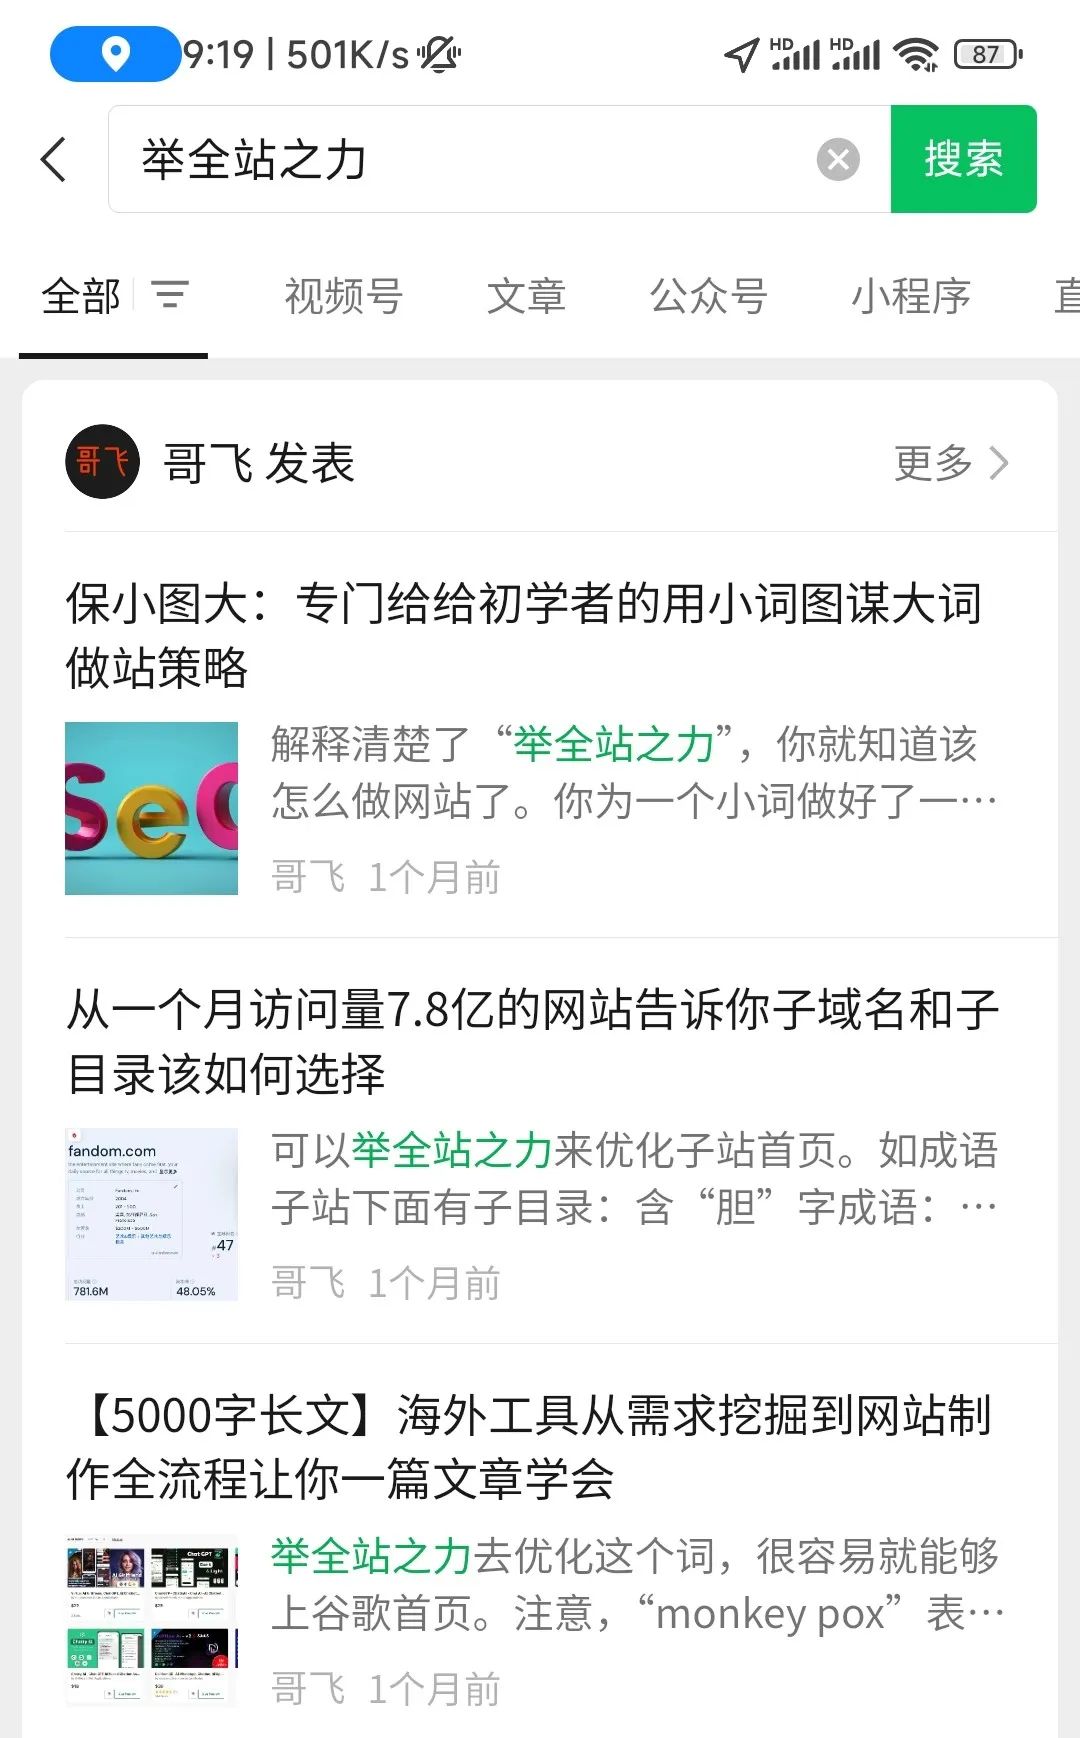 9:19 | 501K/s
HD HD 87
举全站之力
搜索
全部 视频号 文章 公众号 小程序
哥飞
哥飞 发表
更多
保小图大：专门给给初学者的用小词图谋大词
做站策略
seo
解释清楚了“举全站之力”，你就知道该
怎么做网站了。你为一个小词做好了一…
哥飞 1个月前
从一个月访问量7.8亿的网站告诉你子域名和子
目录该如何选择
fandom.com
#47
781.6M
48.05%
可以举全站之力来优化子站首页。如成语
子站下面有子目录：含“胆”字成语：…
哥飞 1个月前
【5000字长文】海外工具从需求挖掘到网站制
作全流程让你一篇文章学会
Chat GPT
举全站之力去优化这个词，很容易就能够
上谷歌首页。注意，“monkey pox”表…
哥飞 1个月前